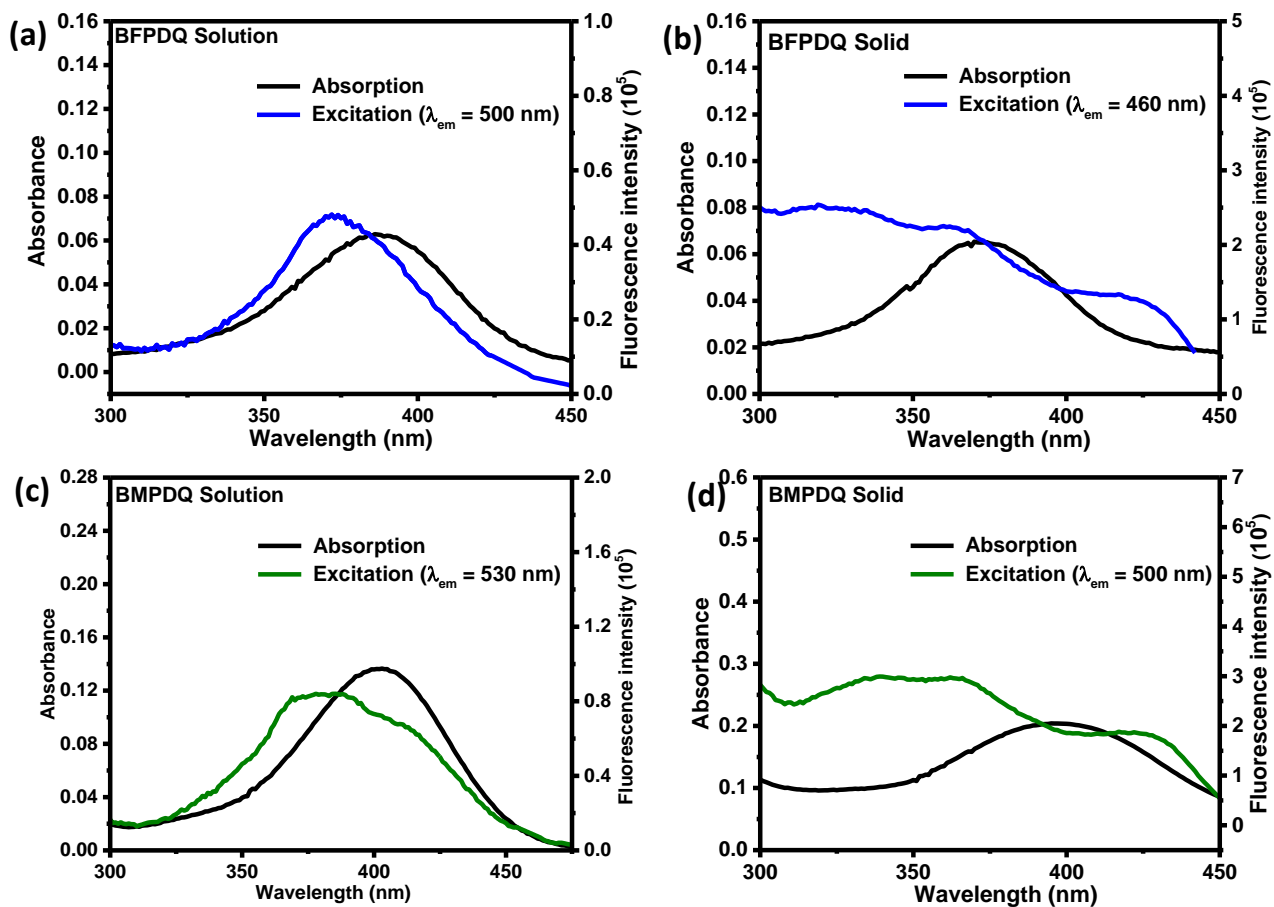 (a)
BFPDQ Solution
Absorption
Excitation (λem = 500 nm)
0.16
0.14
0.12
0.10
0.08
0.06
0.04
0.02
0.00
Absorbance
1.0
0.8
0.6
0.4
0.2
0.0
Fluorescence intensity (10⁵)
300 350 400 450
Wavelength (nm)
(b)
BFPDQ Solid
Absorption
Excitation (λem = 460 nm)
0.16
0.14
0.12
0.10
0.08
0.06
0.04
0.02
0.00
Absorbance
5
4
3
2
1
0
Fluorescence intensity (10⁵)
300 350 400 450
Wavelength (nm)
(c)
BMPDQ Solution
Absorption
Excitation (λem = 530 nm)
0.28
0.24
0.20
0.16
0.12
0.08
0.04
0.00
Absorbance
2.0
1.6
1.2
0.8
0.4
0.0
Fluorescence intensity (10⁵)
300 350 400 450
Wavelength (nm)
(d)
BMPDQ Solid
Absorption
Excitation (λem = 500 nm)
0.6
0.5
0.4
0.3
0.2
0.1
0.0
Absorbance
7
6
5
4
3
2
1
0
Fluorescence intensity (10⁵)
300 350 400 450
Wavelength (nm)